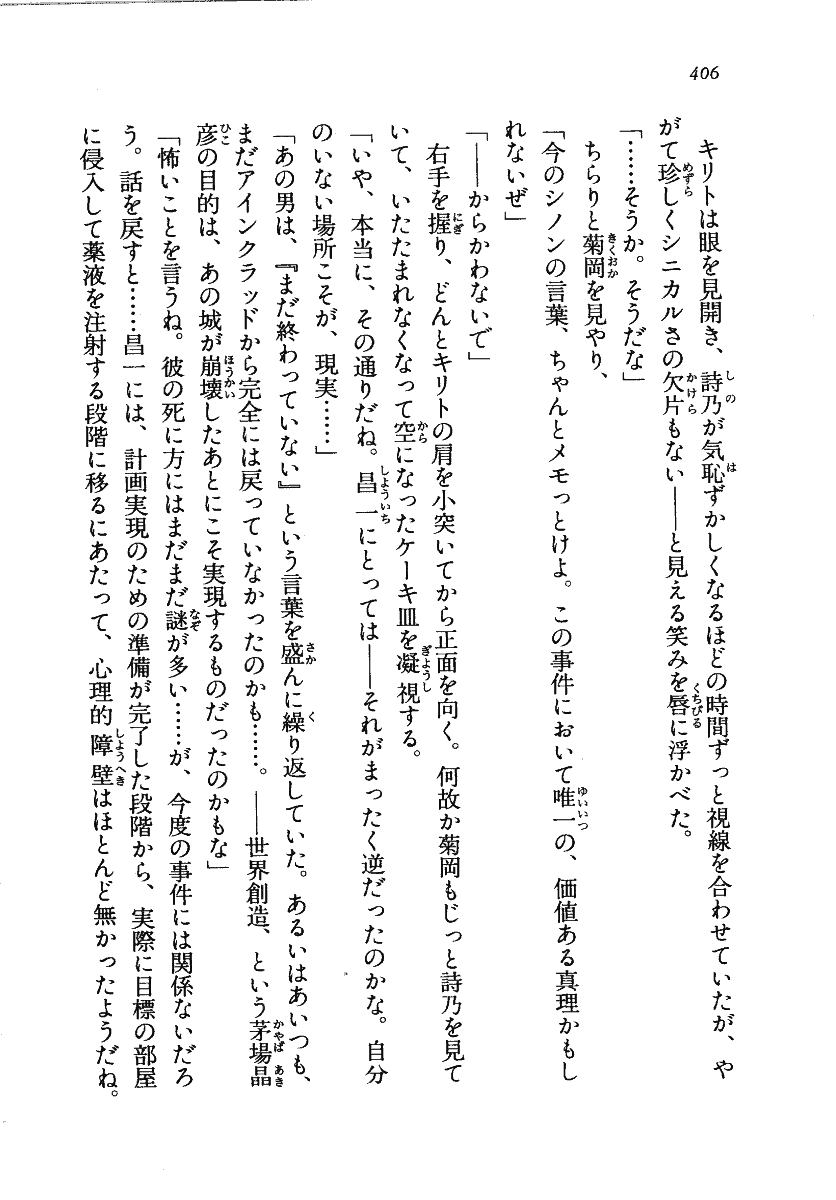 406
キリトは眼を見開き、詩乃が気恥ずかしくなるほどの時間ずっと視線を合わせていたが、や
がて珍しくシニカルさの欠片もない――と見える笑みを唇に浮かべた。
「……そうか。そうだな」
ちらりと菊岡を見やり、
「今のシノンの言葉、ちゃんとメモっとけよ。この事件において唯一の、価値ある真理かもし
れないぜ」
「――からかわないで」
右手を握り、どんとキリトの肩を小突いてから正面を向く。何故か菊岡もじっと詩乃を見て
いて、いたたまれなくなって空になったケーキ皿を凝視する。
「いや、本当に、その通りだね。昌一にとっては――それがまったく逆だったのかな。自分
のいない場所こそが、現実……」
「あの男は、『まだ終わっていない』という言葉を盛んに繰り返していた。あるいはあいつも、
まだアインクラッドから完全には戻っていなかったのかも……。――世界創造、という茅場晶
彦の目的は、あの城が崩壊したあとにこそ実現するものだったのかもな」
「怖いことを言うね。彼の死に方にはまだまだ謎が多い……が、今度の事件には関係ないだろ
う。話を戻すと……昌一には、計画実現のための準備が完了した段階から、実際に目標の部屋
に侵入して薬液を注射する段階に移るにあたって、心理的障壁はほとんど無かったようだね。